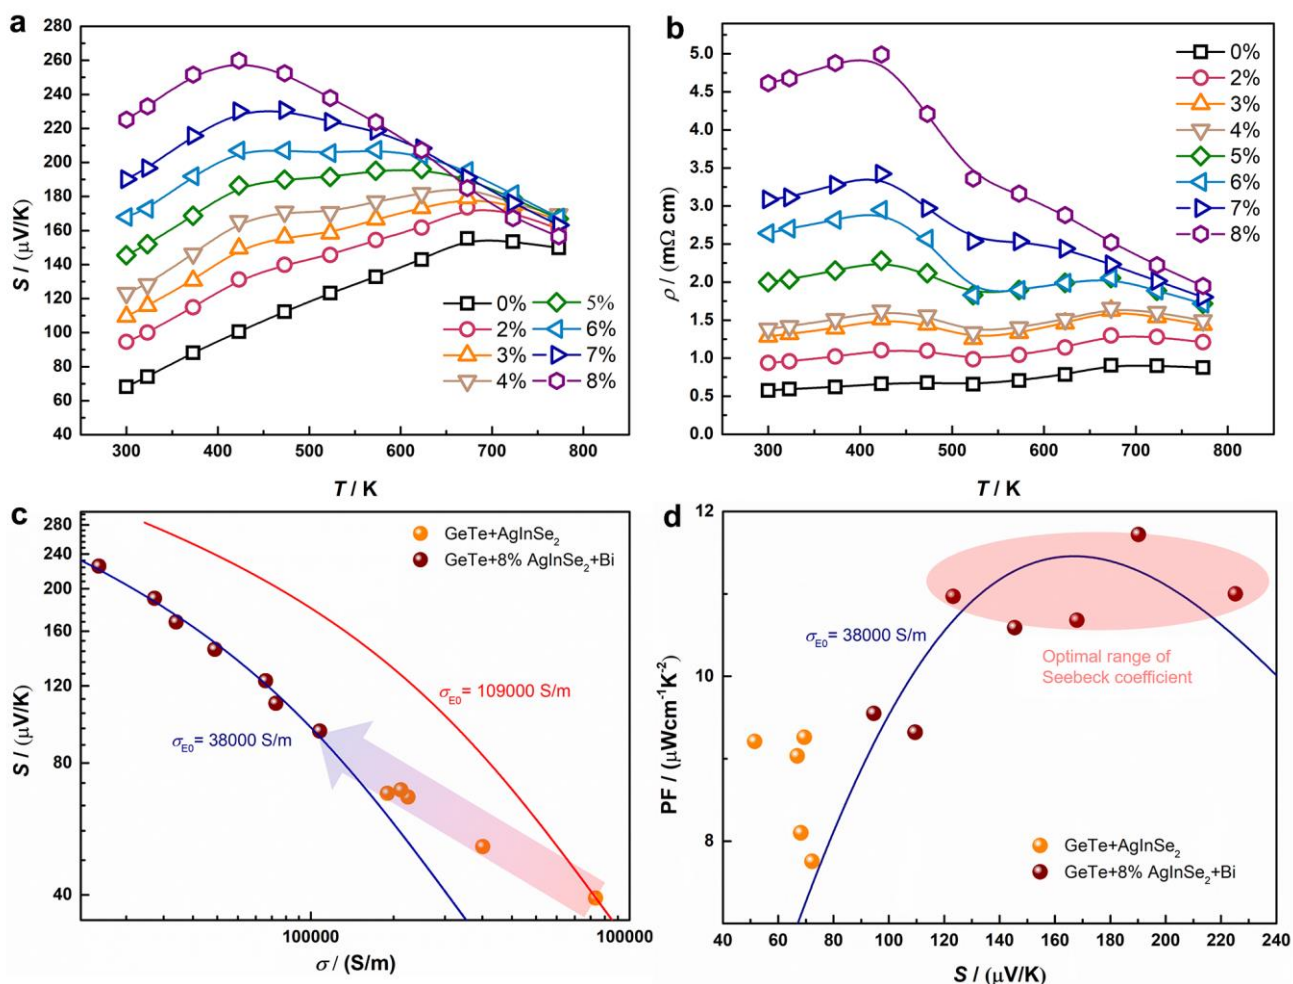 a
280
260
240
220
200
180
160
140
120
100
80
60
40
S / (μV/K)
300 400 500 600 700 800
T / K
0% 5%
2% 6%
3% 7%
4% 8%
b
5.0
4.5
4.0
3.5
3.0
2.5
2.0
1.5
1.0
0.5
0.0
ρ / (mΩ cm)
300 400 500 600 700 800
T / K
0%
2%
3%
4%
5%
6%
7%
8%
c
280
240
200
160
120
80
40
S / (μV/K)
GeTe+AgInSe₂
GeTe+8% AgInSe₂+Bi
σE0= 109000 S/m
σE0= 38000 S/m
100000 100000
σ / (S/m)
d
12
10
8
PF / (μWcm⁻¹K⁻²)
σE0= 38000 S/m
Optimal range of
Seebeck coefficient
GeTe+AgInSe₂
GeTe+8% AgInSe₂+Bi
40 60 80 100 120 140 160 180 200 220 240
S / (μV/K)